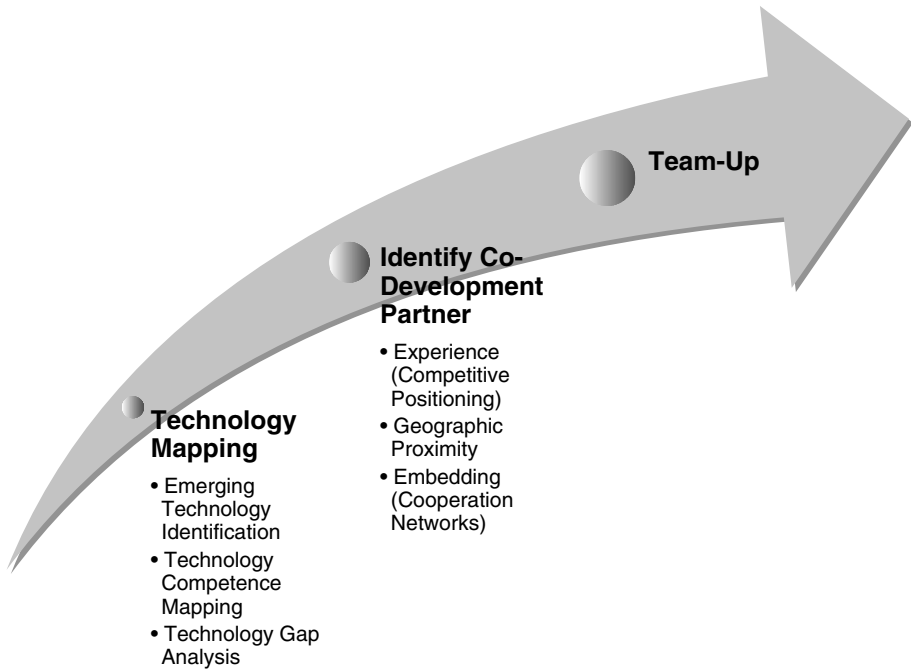 Team-Up
Identify Co-
Development
Partner
• Experience
(Competitive
Positioning)
• Geographic
Proximity
• Embedding
(Cooperation
Networks)
Technology
Mapping
• Emerging
Technology
Identification
• Technology
Competence
Mapping
• Technology Gap
Analysis